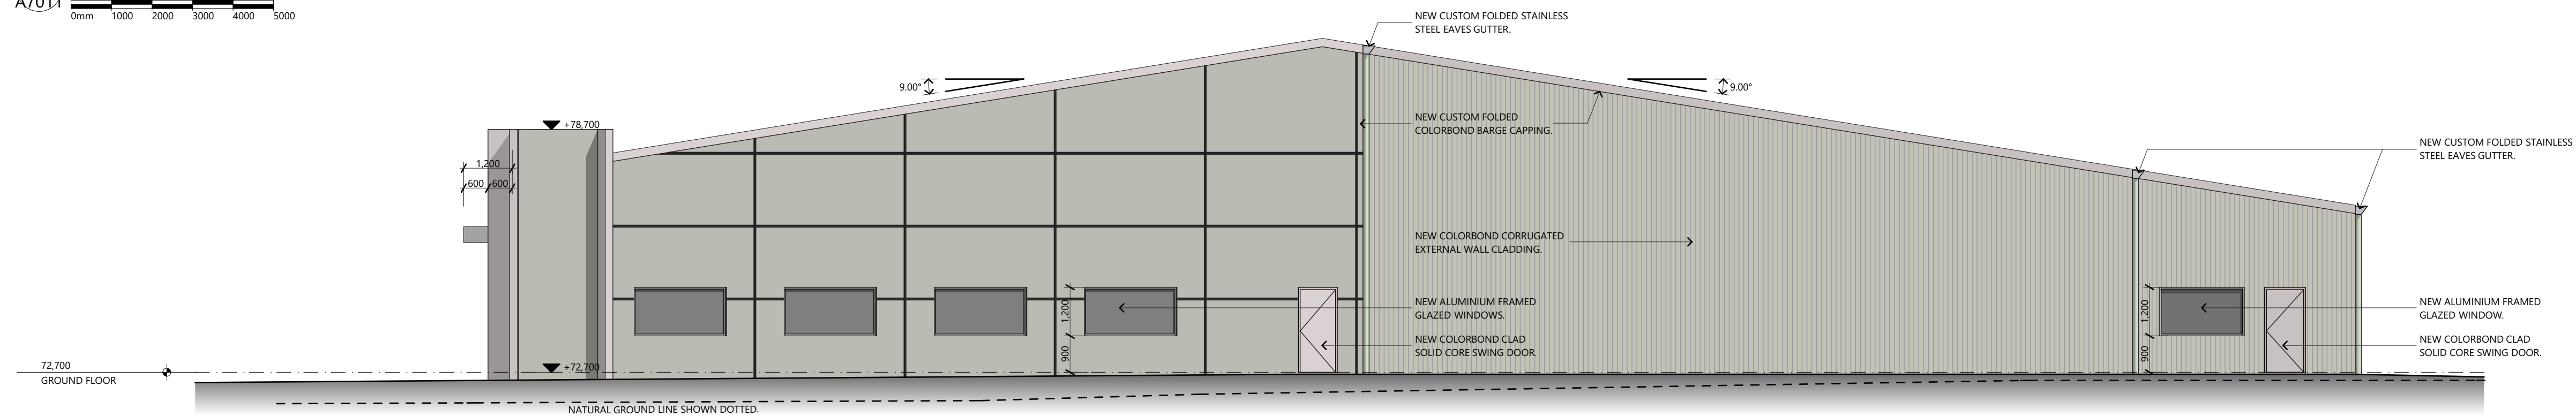 A7011
0mm 1000 2000 3000 4000 5000
NEW CUSTOM FOLDED STAINLESS
STEEL EAVES GUTTER.
9.00°
9.00°
NEW CUSTOM FOLDED
COLORBOND BARGE CAPPING.
+78,700
NEW CUSTOM FOLDED STAINLESS
STEEL EAVES GUTTER.
1,200
600 600
NEW COLORBOND CORRUGATED
EXTERNAL WALL CLADDING.
1,200
900
NEW ALUMINIUM FRAMED
GLAZED WINDOWS.
NEW COLORBOND CLAD
SOLID CORE SWING DOOR.
1,200
900
NEW ALUMINIUM FRAMED
GLAZED WINDOW.
NEW COLORBOND CLAD
SOLID CORE SWING DOOR.
72,700
GROUND FLOOR
+72,700
NATURAL GROUND LINE SHOWN DOTTED.